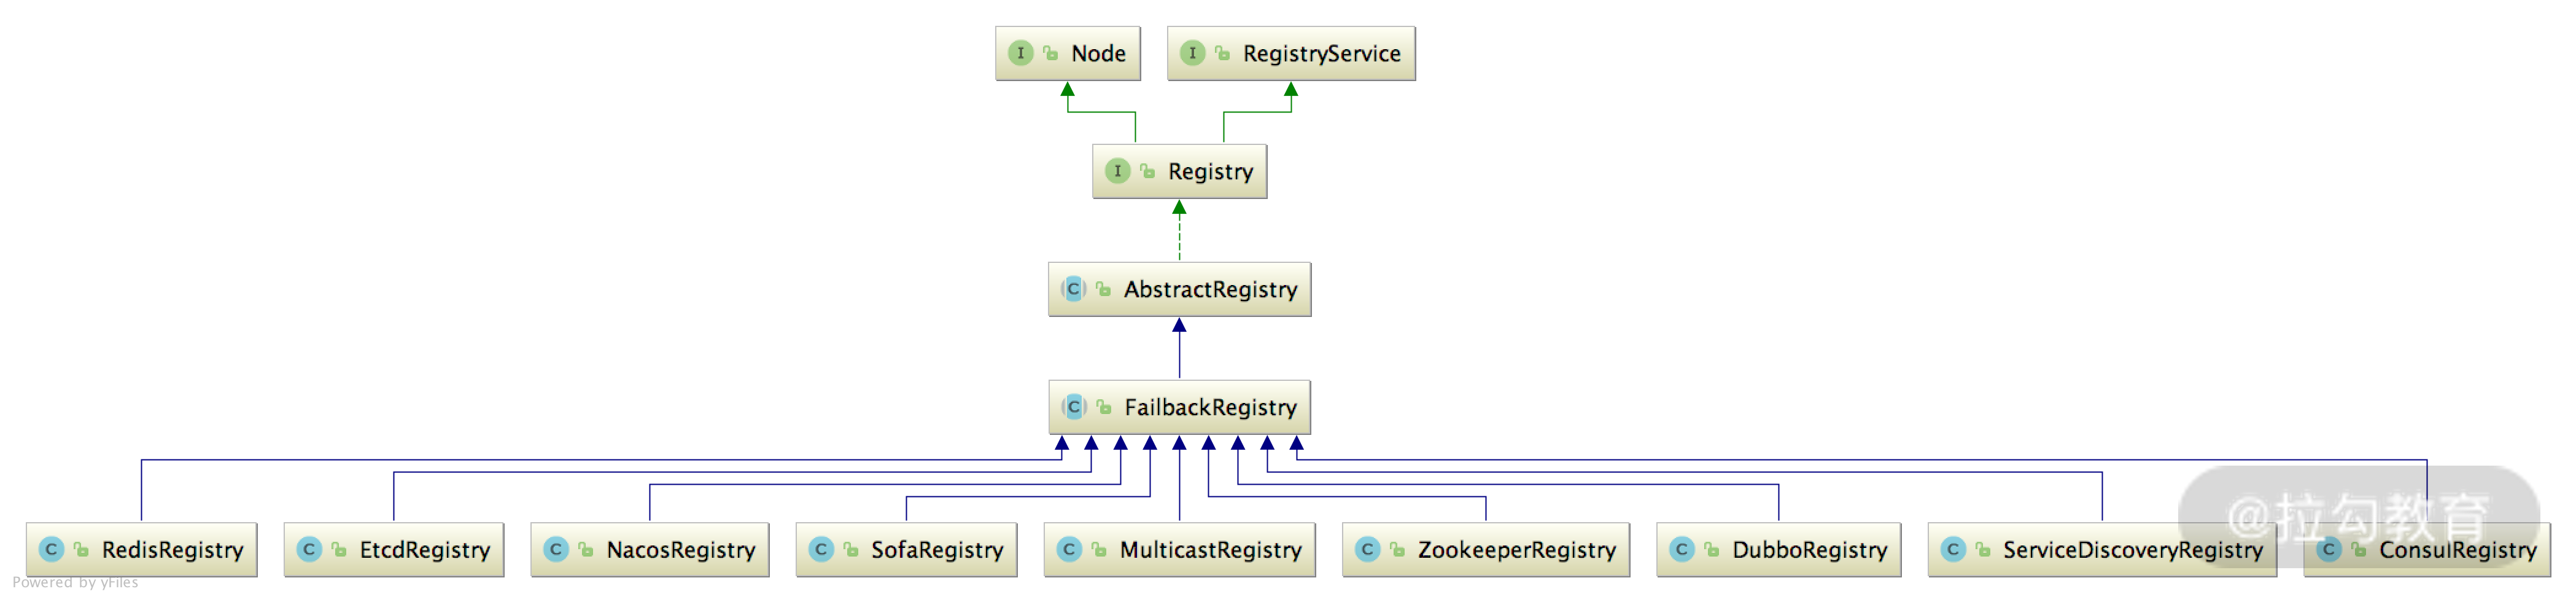 Node
RegistryService
Registry
AbstractRegistry
FailbackRegistry
RedisRegistry
EtcdRegistry
NacosRegistry
SofaRegistry
MulticastRegistry
ZookeeperRegistry
DubboRegistry
ServiceDiscoveryRegistry
ConsulRegistry
@拉勾教育
Powered by yFiles